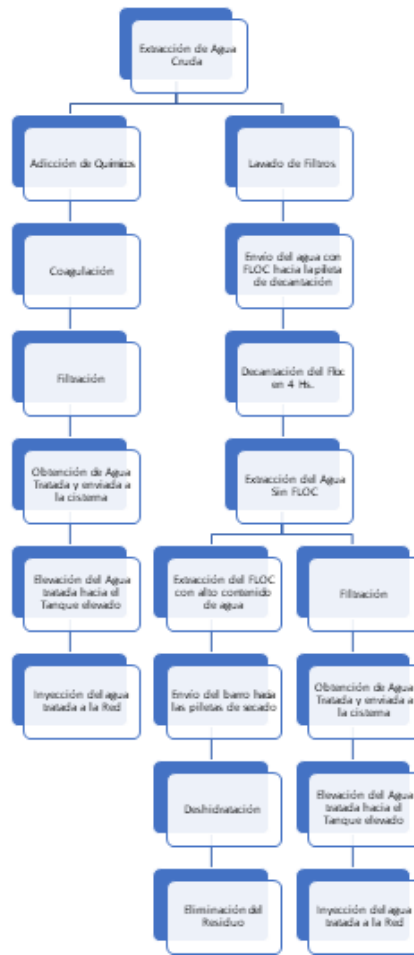 Extracción de Agua
Cruda
Adicción de Químicos
Coagulación
Filtración
Obtención de Agua
Tratada y enviada a
la cisterna
Elevación del Agua
tratada hacia el
Tanque elevado
Inyección del agua
tratada a la Red
Lavado de Filtros
Envío del agua con
FLOC hacia la pileta
de decantación
Decantación del Floc
en 4 Hs.
Extracción del Agua
Sin FLOC
Extracción del FLOC
con alto contenido
de agua
Envío del barro hacia
las piletas de secado
Deshidratación
Eliminación del
Residuo
Filtración
Obtención de Agua
Tratada y enviada a
la cisterna
Elevación del Agua
tratada hacia el
Tanque elevado
Inyección del agua
tratada a la Red